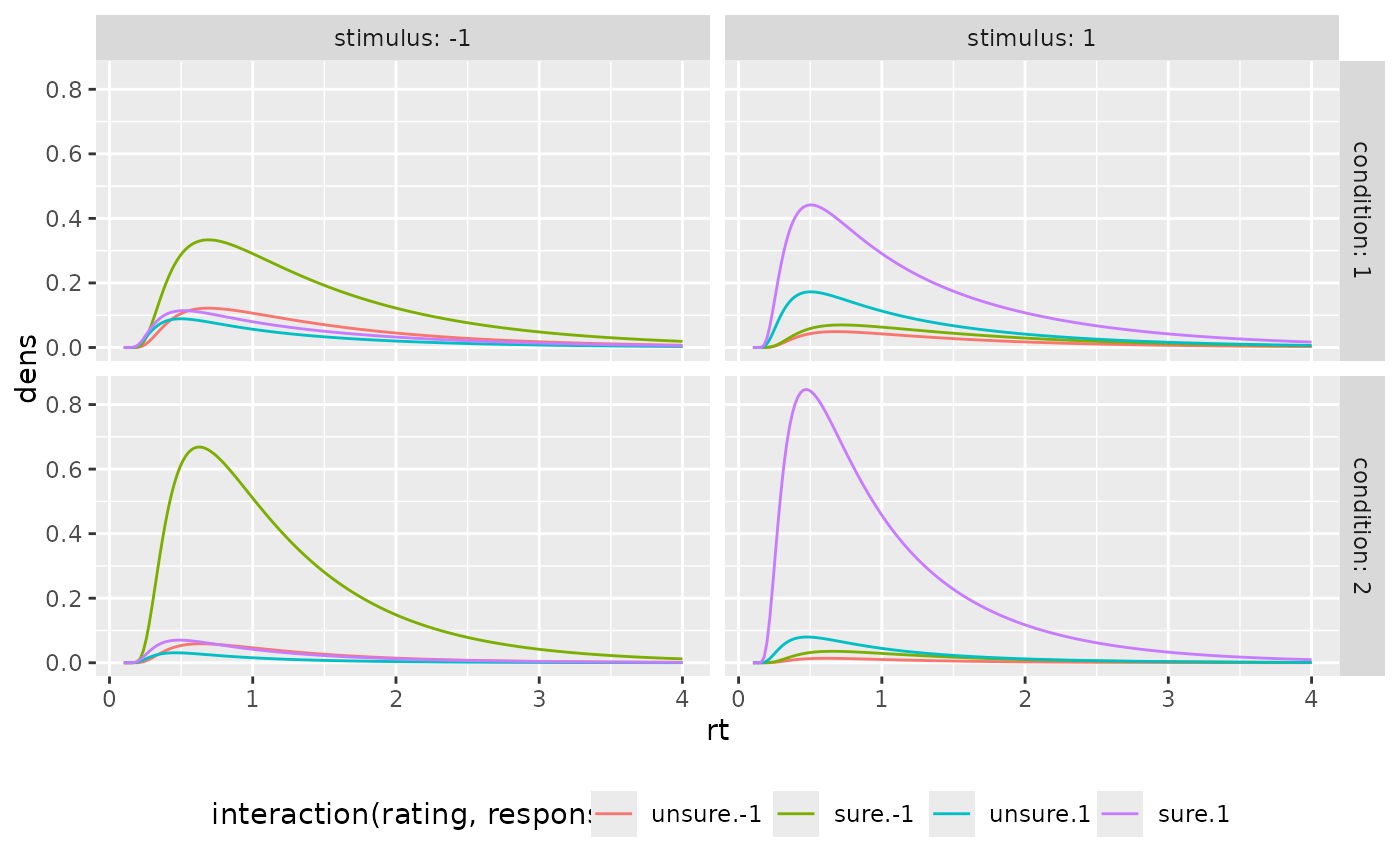 stimulus: -1
stimulus: 1
0.8
0.6
0.4
0.2
0.0
condition: 1
dens
0.8
0.6
0.4
0.2
0.0
condition: 2
0 1 2 3 4
0 1 2 3 4
rt
interaction(rating, respons
unsure.-1 sure.-1 unsure.1 sure.1